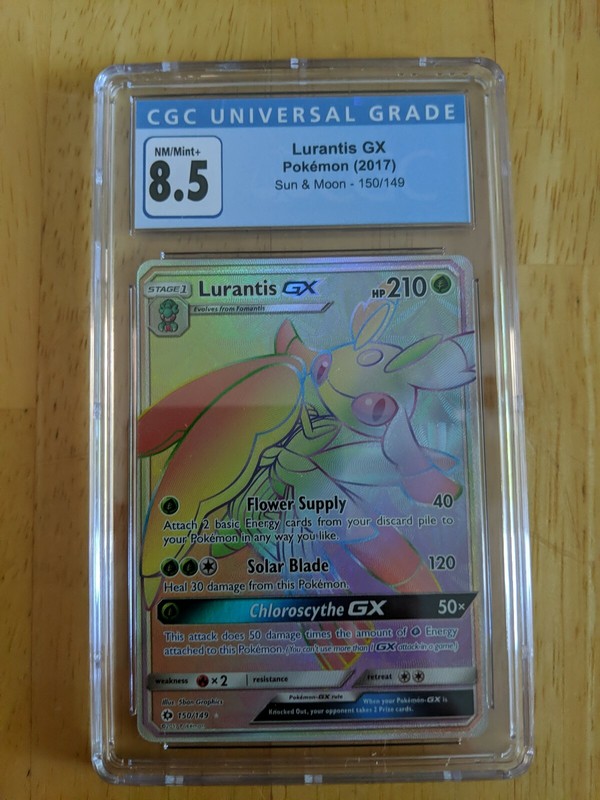 CGC UNIVERSAL GRADE
NM/Mint+
8.5
Lurantis GX
Pokémon (2017)
Sun & Moon - 150/149
STAGE 1
Lurantis GX
HP 210
Evolves from Fomantis
Flower Supply 40
Attach 2 basic Energy cards from your discard pile to
your Pokémon in any way you like.
Solar Blade 120
Heal 30 damage from this Pokémon.
Chloroscythe GX 50×
This attack does 50 damage times the amount of Energy
attached to this Pokémon. (You can't use more than 1 GX attack in a game.)
weakness ×2 resistance retreat
Illus. Shon Graphics
150/149
Pokémon-GX rule
When your Pokémon-GX is
Knocked Out, your opponent takes 2 Prize cards.